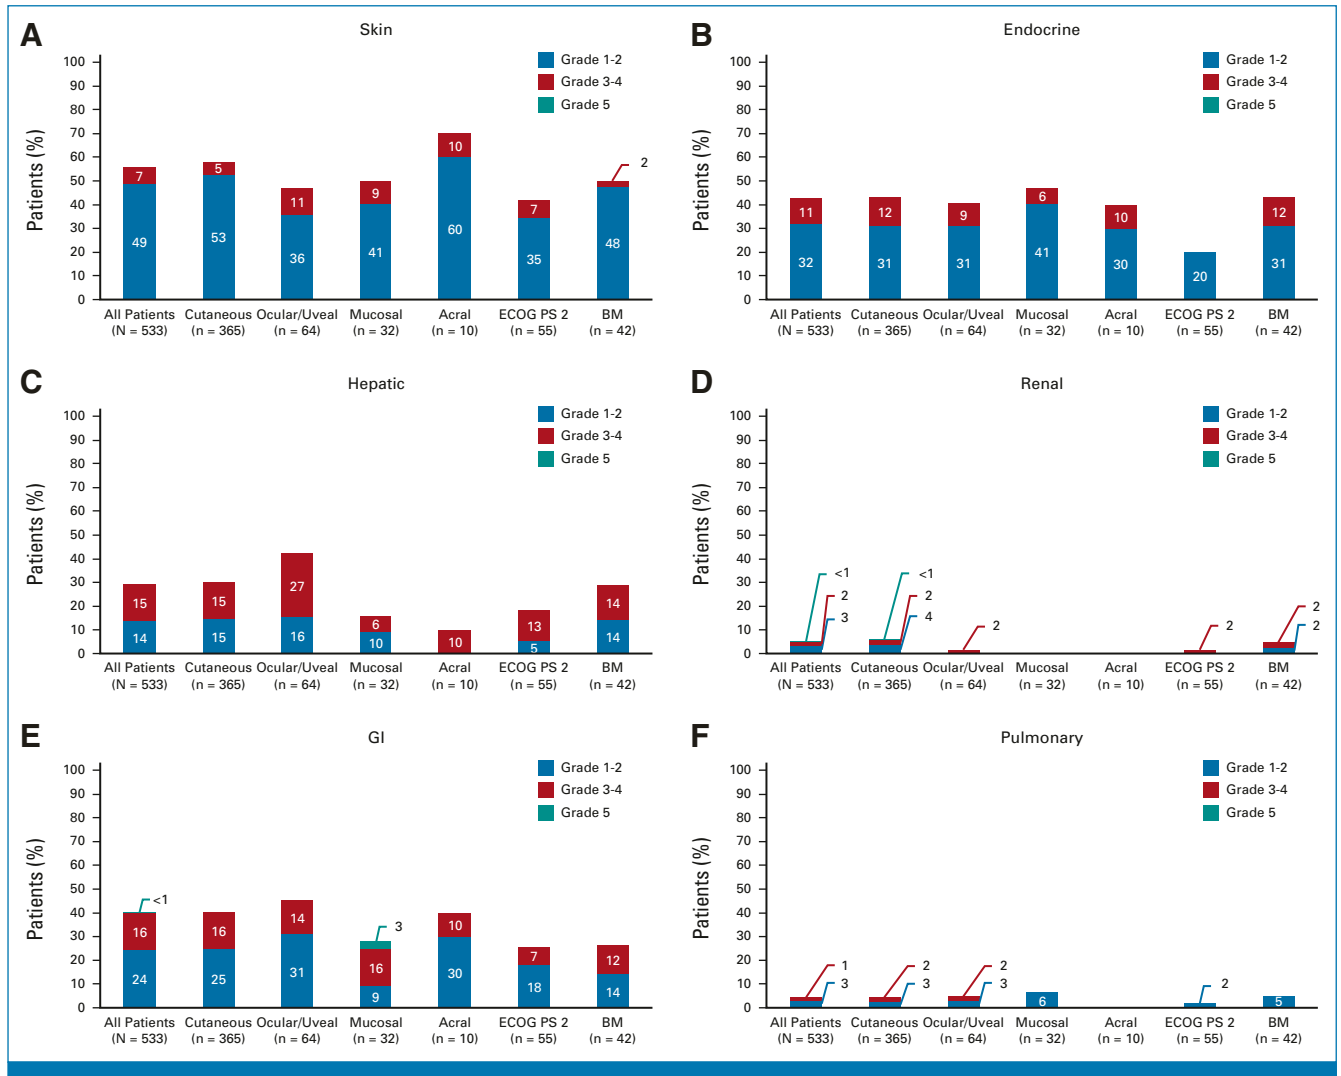 A
Skin
Patients (%)
100
90
80
70
60
50
40
30
20
10
0
Grade 1-2
Grade 3-4
Grade 5
7
49
5
53
11
36
9
41
10
60
7
35
2
48
All Patients Cutaneous Ocular/Uveal Mucosal Acral ECOG PS 2 BM
(N = 533) (n = 365) (n = 64) (n = 32) (n = 10) (n = 55) (n = 42)
B
Endocrine
Patients (%)
100
90
80
70
60
50
40
30
20
10
0
Grade 1-2
Grade 3-4
Grade 5
11
32
12
31
9
31
6
41
10
30
20
12
31
All Patients Cutaneous Ocular/Uveal Mucosal Acral ECOG PS 2 BM
(N = 533) (n = 365) (n = 64) (n = 32) (n = 10) (n = 55) (n = 42)
C
Hepatic
Patients (%)
100
90
80
70
60
50
40
30
20
10
0
Grade 1-2
Grade 3-4
Grade 5
15
14
15
15
27
16
6
10
10
13
5
14
14
All Patients Cutaneous Ocular/Uveal Mucosal Acral ECOG PS 2 BM
(N = 533) (n = 365) (n = 64) (n = 32) (n = 10) (n = 55) (n = 42)
D
Renal
Patients (%)
100
90
80
70
60
50
40
30
20
10
0
Grade 1-2
Grade 3-4
Grade 5
<1
2
3
<1
2
4
2
2
2
2
All Patients Cutaneous Ocular/Uveal Mucosal Acral ECOG PS 2 BM
(N = 533) (n = 365) (n = 64) (n = 32) (n = 10) (n = 55) (n = 42)
E
GI
Patients (%)
100
90
80
70
60
50
40
30
20
10
0
Grade 1-2
Grade 3-4
Grade 5
<1
16
24
16
25
14
31
3
16
9
10
30
7
18
12
14
All Patients Cutaneous Ocular/Uveal Mucosal Acral ECOG PS 2 BM
(N = 533) (n = 365) (n = 64) (n = 32) (n = 10) (n = 55) (n = 42)
F
Pulmonary
Patients (%)
100
90
80
70
60
50
40
30
20
10
0
Grade 1-2
Grade 3-4
Grade 5
1
3
2
3
2
3
6
2
5
All Patients Cutaneous Ocular/Uveal Mucosal Acral ECOG PS 2 BM
(N = 533) (n = 365) (n = 64) (n = 32) (n = 10) (n = 55) (n = 42)